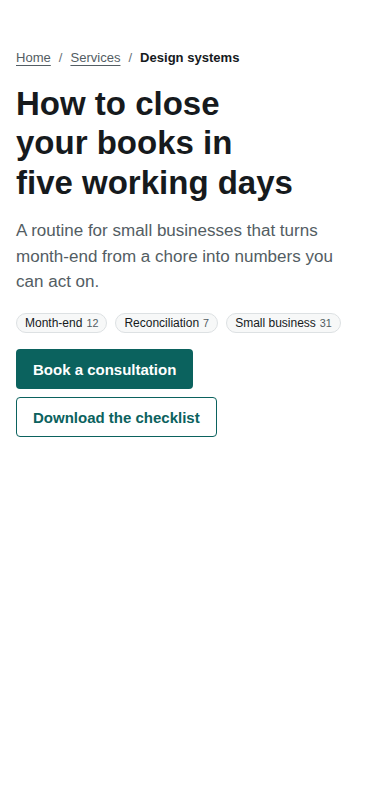 Home / Services / Design systems
How to close
your books in
five working days
A routine for small businesses that turns
month-end from a chore into numbers you
can act on.
Month-end 12 Reconciliation 7 Small business 31
Book a consultation
Download the checklist